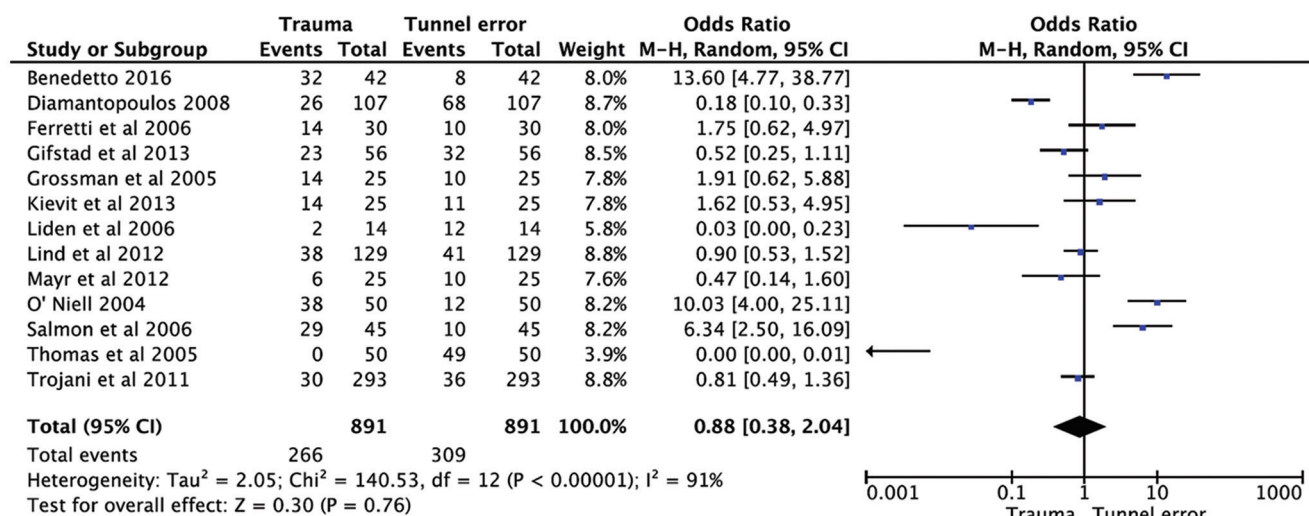 Trauma Tunnel error Odds Ratio Odds Ratio
Study or Subgroup Events Total Events Total Weight M-H, Random, 95% CI M-H, Random, 95% CI
Benedetto 2016 32 42 8 42 8.0% 13.60 [4.77, 38.77]
Diamantopoulos 2008 26 107 68 107 8.7% 0.18 [0.10, 0.33]
Ferretti et al 2006 14 30 10 30 8.0% 1.75 [0.62, 4.97]
Gifstad et al 2013 23 56 32 56 8.5% 0.52 [0.25, 1.11]
Grossman et al 2005 14 25 10 25 7.8% 1.91 [0.62, 5.88]
Kievit et al 2013 14 25 11 25 7.8% 1.62 [0.53, 4.95]
Liden et al 2006 2 14 12 14 5.8% 0.03 [0.00, 0.23]
Lind et al 2012 38 129 41 129 8.8% 0.90 [0.53, 1.52]
Mayr et al 2012 6 25 10 25 7.6% 0.47 [0.14, 1.60]
O' Niell 2004 38 50 12 50 8.2% 10.03 [4.00, 25.11]
Salmon et al 2006 29 45 10 45 8.2% 6.34 [2.50, 16.09]
Thomas et al 2005 0 50 49 50 3.9% 0.00 [0.00, 0.01]
Trojani et al 2011 30 293 36 293 8.8% 0.81 [0.49, 1.36]
Total (95% CI) 891 891 100.0% 0.88 [0.38, 2.04]
Total events 266 309
Heterogeneity: Tau² = 2.05; Chi² = 140.53, df = 12 (P < 0.00001); I² = 91%
Test for overall effect: Z = 0.30 (P = 0.76)
0.001 0.1 1 10 1000
Trauma Tunnel error